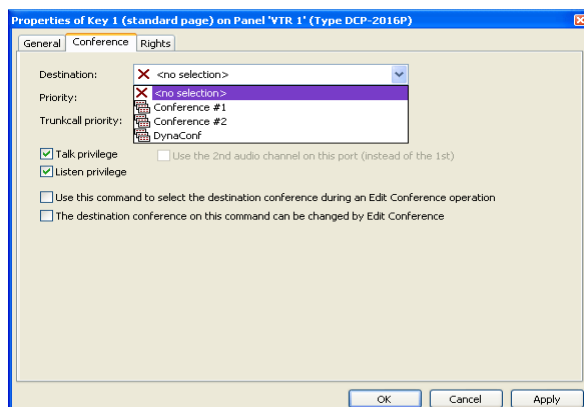 Properties of Key 1 (standard page) on Panel 'VTR 1' (Type DCP-2016P)
General Conference Rights
Destination: <no selection>
<no selection>
Priority: Conference #1
Trunkcall priority: Conference #2
DynaConf
Talk privilege Use the 2nd audio channel on this port (instead of the 1st)
Listen privilege
Use this command to select the destination conference during an Edit Conference operation
The destination conference on this command can be changed by Edit Conference
OK Cancel Apply